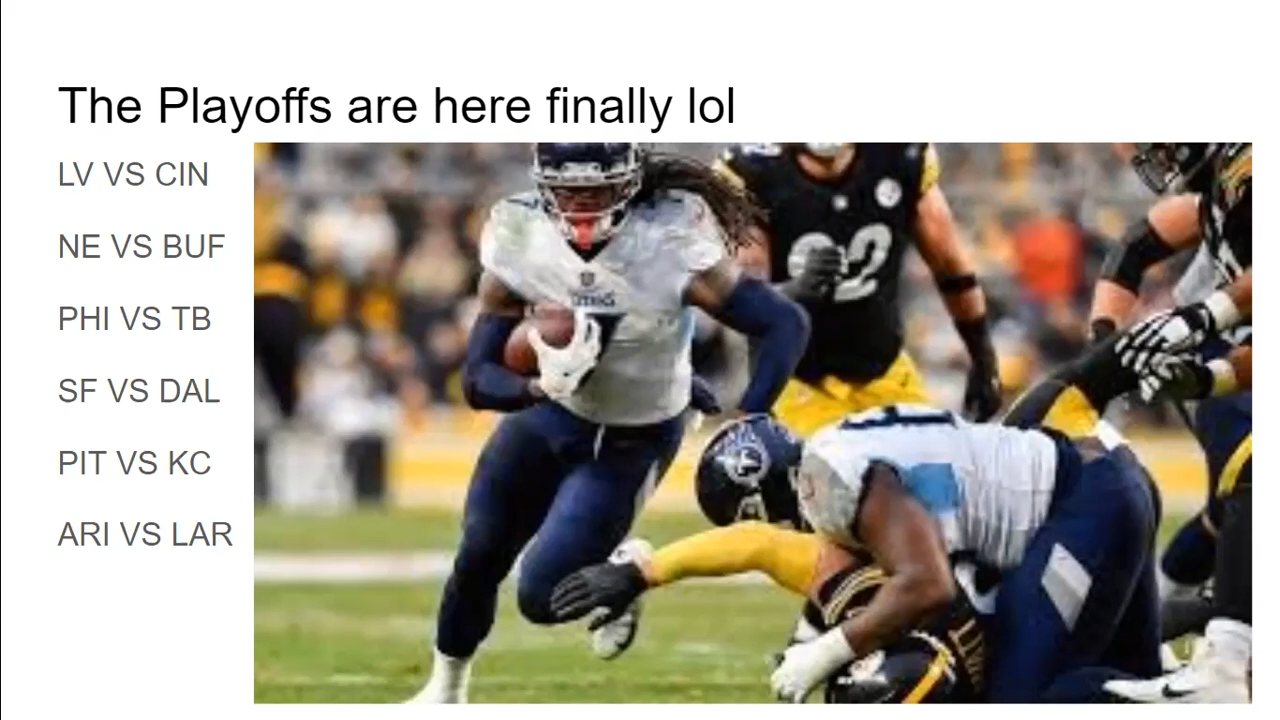 The Playoffs are here finally lol
LV VS CIN
NE VS BUF
PHI VS TB
SF VS DAL
PIT VS KC
ARI VS LAR
92